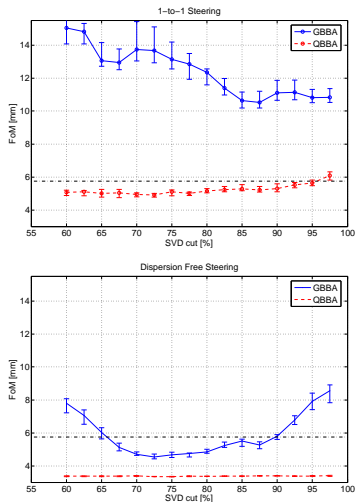 1−to−1 Steering
GBBA
QBBA
14
12
10
8
6
4
FoM [mm]
55 60 65 70 75 80 85 90 95 100
SVD cut [%]
Dispersion Free Steering
GBBA
QBBA
14
12
10
8
6
4
FoM [mm]
55 60 65 70 75 80 85 90 95 100
SVD cut [%]